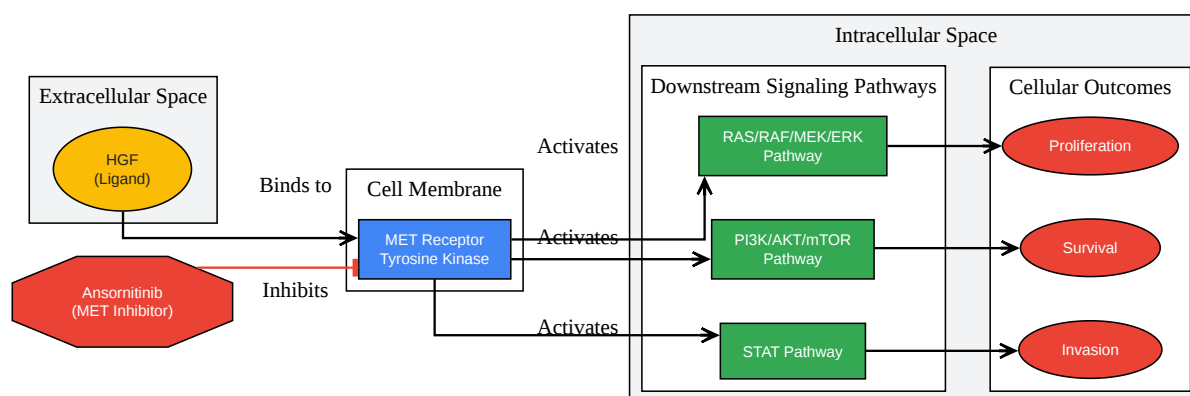 Intracellular Space
Extracellular Space
HGF
(Ligand)
Binds to
Cell Membrane
MET Receptor
Tyrosine Kinase
Ansornitinib
(MET Inhibitor)
Inhibits
Activates
Activates
Activates
Downstream Signaling Pathways
RAS/RAF/MEK/ERK
Pathway
PI3K/AKT/mTOR
Pathway
STAT Pathway
Cellular Outcomes
Proliferation
Survival
Invasion